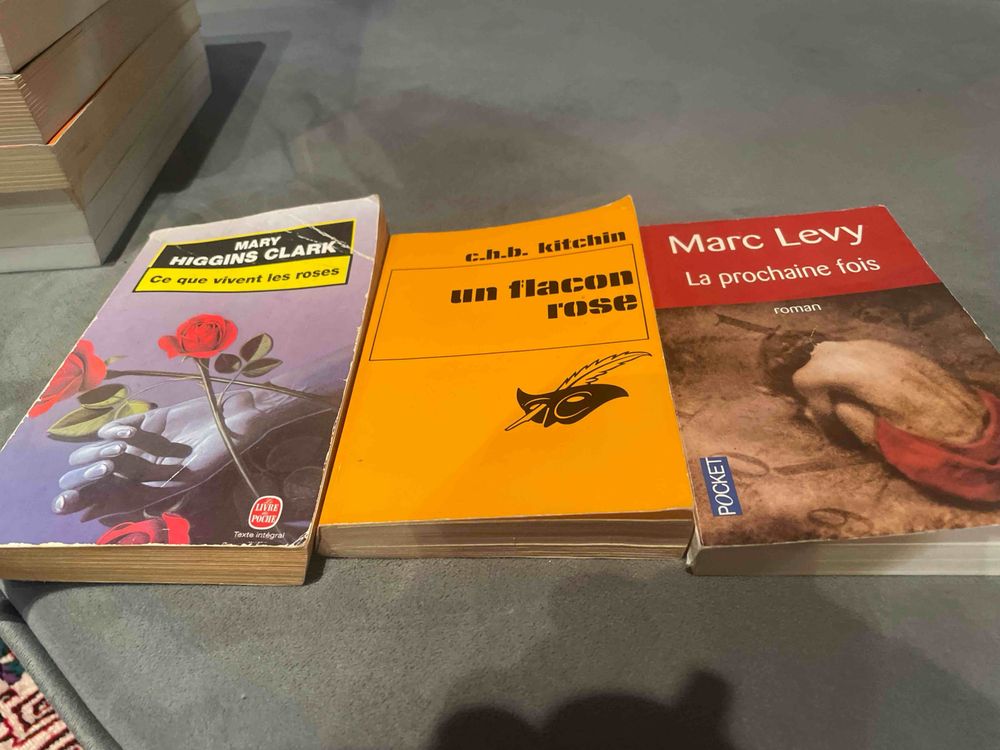 MARY
HIGGINS CLARK
Ce que vivent les roses
LE LIVRE DE POCHE
Texte intégral
c.h.b. kitchin
un flacon
rose
Marc Levy
La prochaine fois
roman
POCKET